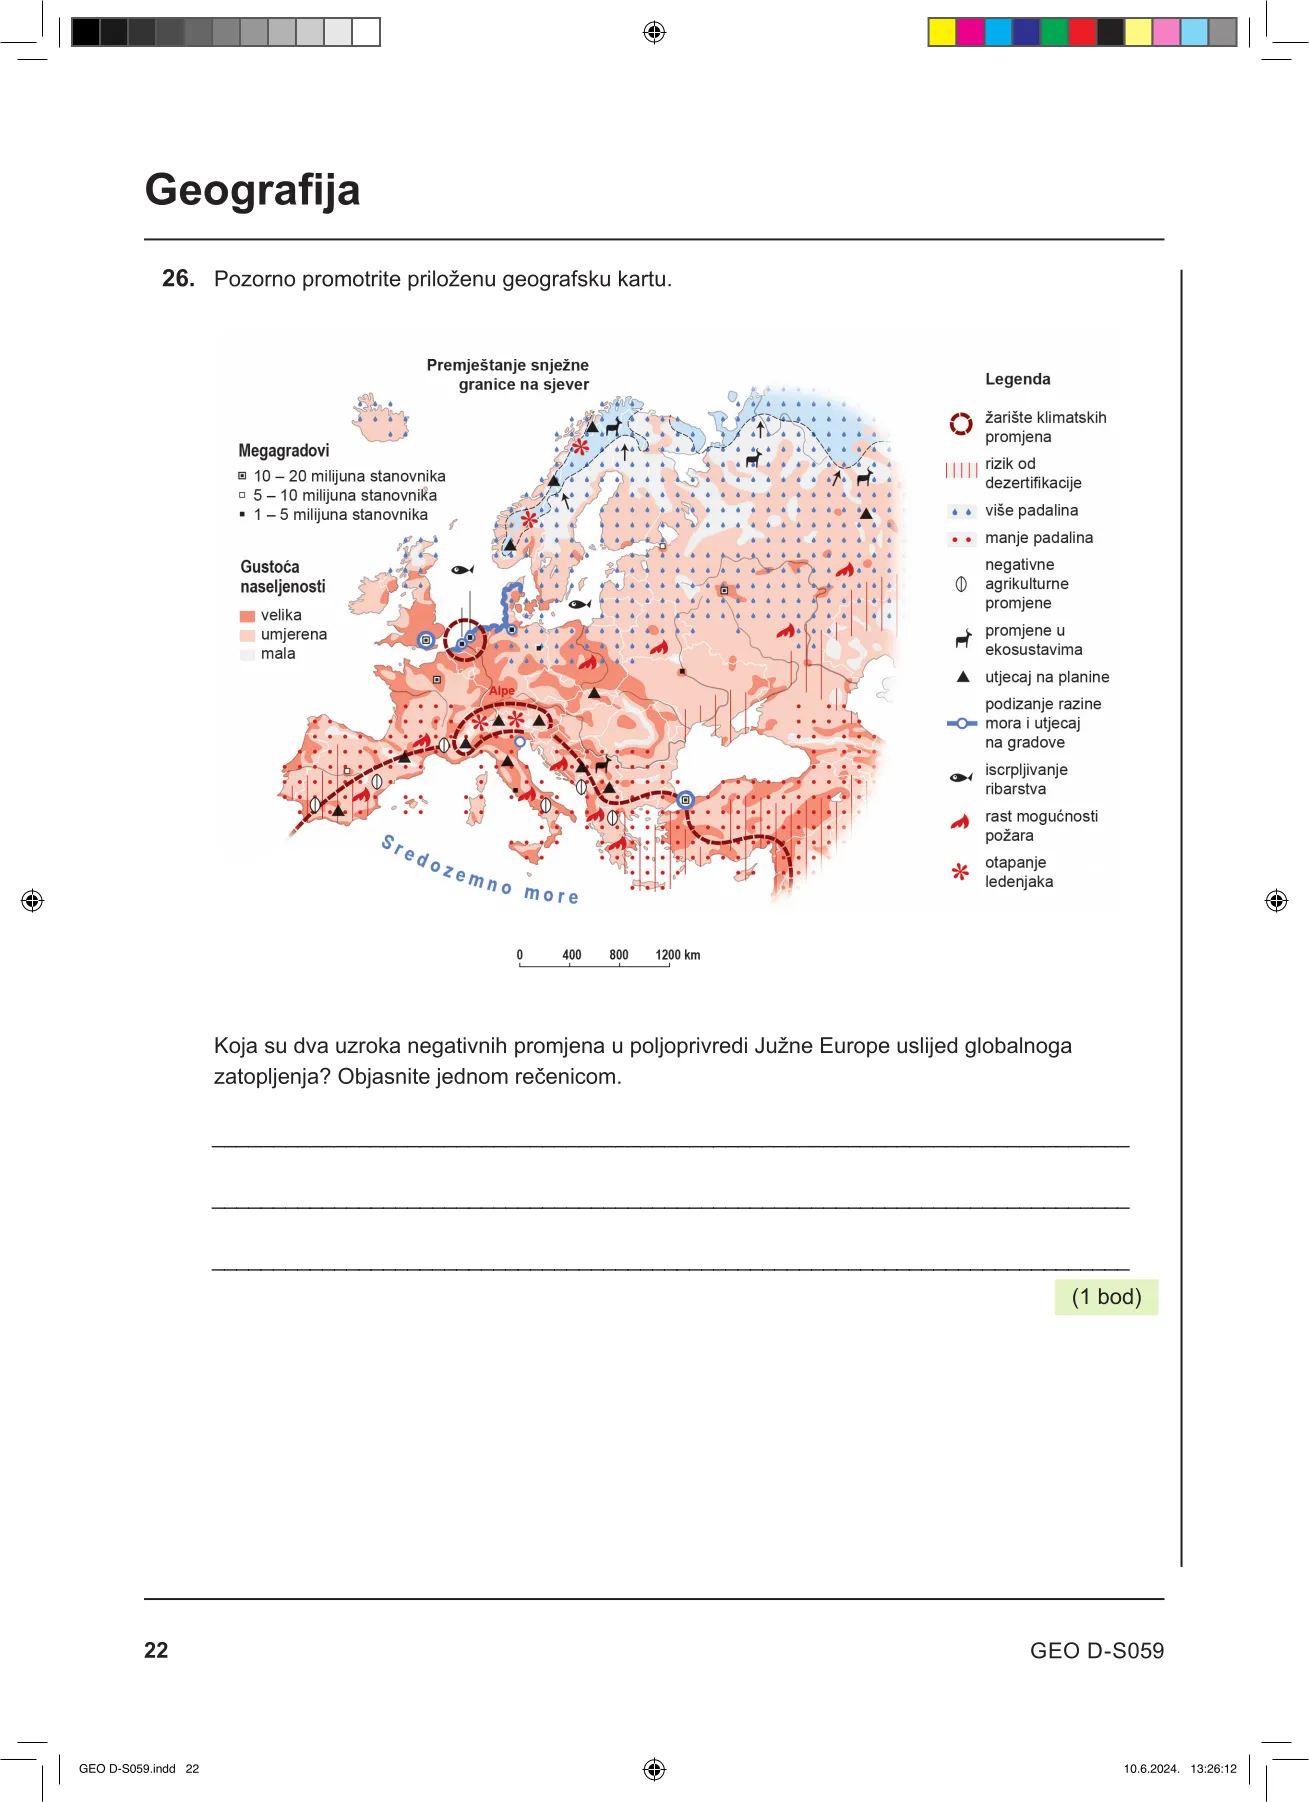 Geografija
26. Pozorno promotrite priloženu geografsku kartu.
Premještanje snježne
granice na sjever
Megagradovi
10 – 20 milijuna stanovnika
5 – 10 milijuna stanovnika
1 – 5 milijuna stanovnika
Gustoća
naseljenosti
velika
umjerena
mala
Alpe
Sredozemno more
Legenda
žarište klimatskih
promjena
rizik od
dezertifikacije
više padalina
manje padalina
negativne
agrikulturne
promjene
promjene u
ekosustavima
utjecaj na planine
podizanje razine
mora i utjecaj
na gradove
iscrpljivanje
ribarstva
rast mogućnosti
požara
otapanje
ledenjaka
0 400 800 1200 km
Koja su dva uzroka negativnih promjena u poljoprivredi Južne Europe uslijed globalnoga
zatopljenja? Objasnite jednom rečenicom.
(1 bod)
22
GEO D-S059
GEO D-S059.indd 22
10.6.2024. 13:26:12